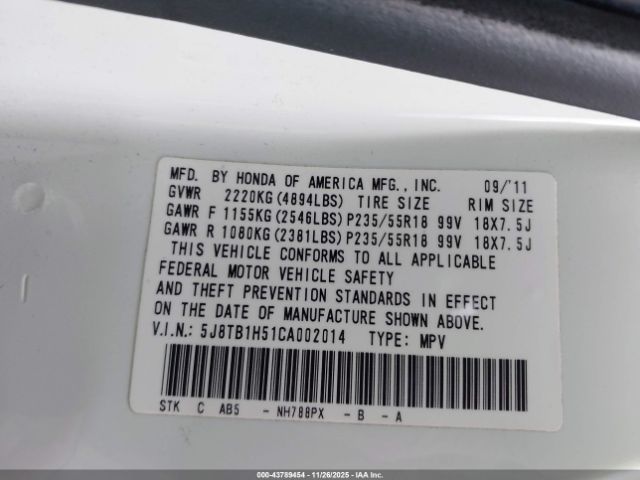 MFD. BY HONDA OF AMERICA MFG., INC. 09/'11
GVWR 2220KG(4894LBS) TIRE SIZE RIM SIZE
GAWR F 1155KG(2546LBS) P235/55R18 99V 18X7.5J
GAWR R 1080KG(2381LBS) P235/55R18 99V 18X7.5J
THIS VEHICLE CONFORMS TO ALL APPLICABLE
FEDERAL MOTOR VEHICLE SAFETY
AND THEFT PREVENTION STANDARDS IN EFFECT
ON THE DATE OF MANUFACTURE SHOWN ABOVE.
V.I.N.: 5J8TB1H51CA002014 TYPE: MPV
STK C AB5 - NH788PX - B - A
000-43789454 | 11/26/2025 - IAA Inc.